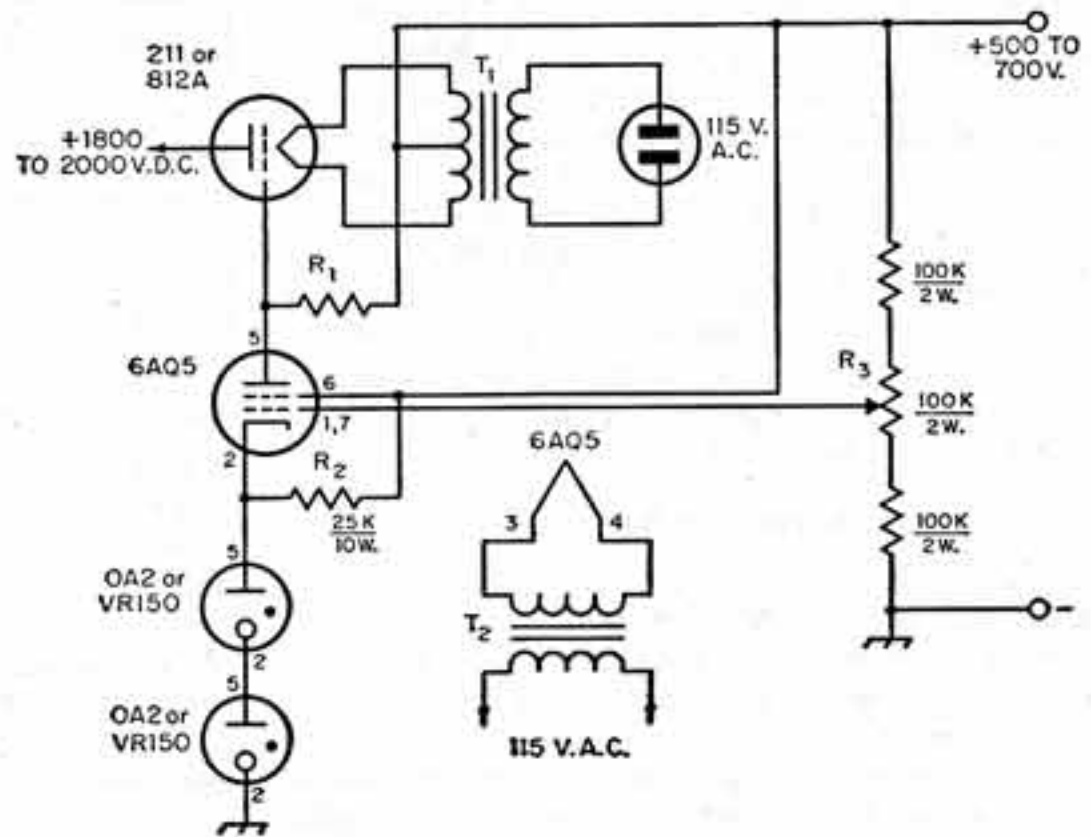 211 or
812A
+1800
TO 2000 V.D.C.
T1
115 V.
A.C.
+500 TO
700 V.
R1
100K
2W.
5
6AQ5
6
1,7
2
R3
100K
2W.
R2
25K
10W.
6AQ5
3
4
100K
2W.
5
OA2 or
VR150
2
T2
-
5
OA2 or
VR150
2
115 V.A.C.